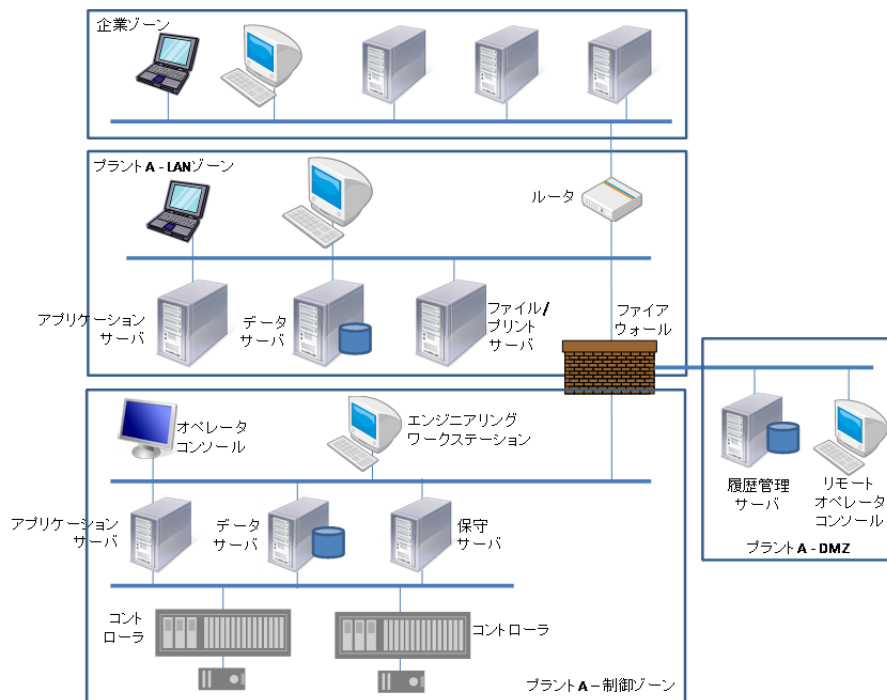 企業ゾーン
プラントA-LANゾーン
ルータ
アプリケーション
サーバ
データ
サーバ
ファイル/
プリント
サーバ
ファイア
ウォール
オペレータ
コンソール
エンジニアリング
ワークステーション
アプリケーション
サーバ
データ
サーバ
保守
サーバ
履歴管理
サーバ
リモート
オペレータ
コンソール
プラントA-DMZ
コント
ローラ
コントローラ
プラントA-制御ゾーン